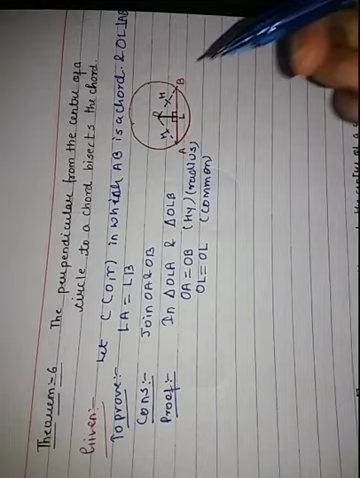 Theorem:-6 The perpendicular from the centre of a
circle to a chord bisects the chord.
Given:- Let C(O,r) in which AB is a chord & OL⊥AB
To prove:- LA = LB
Cons:- Join OA & OB
Proof:- In △OLA & △OLB
OA = OB (Hy) (radius)
OL = OL (common)
A
B
L